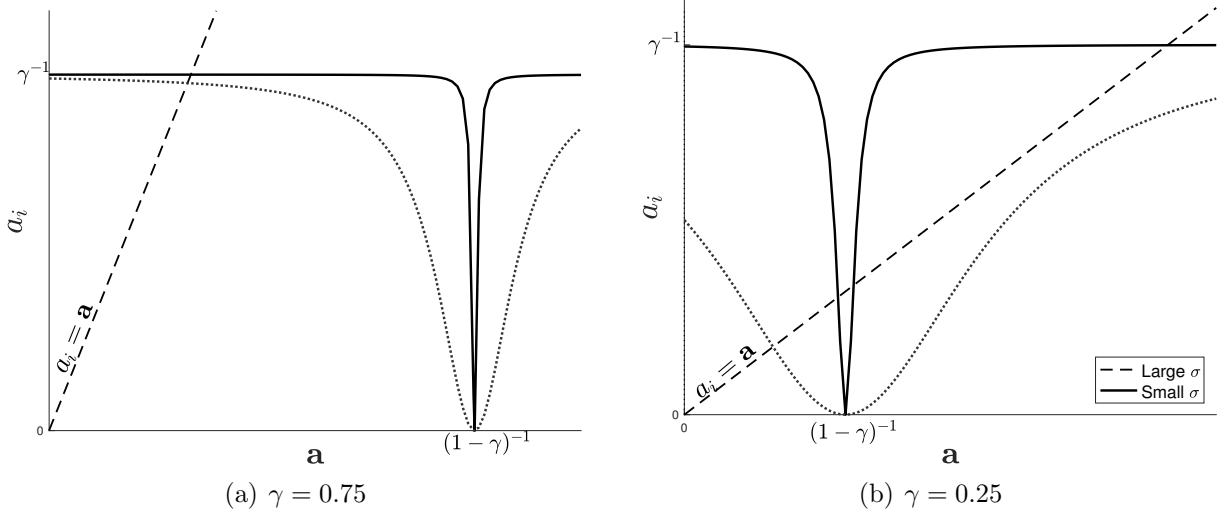 γ⁻¹
a_i
a_i = 𝐚
0
(1 − γ)⁻¹
𝐚
(a) γ = 0.75
γ⁻¹
a_i
a_i = 𝐚
Large σ
Small σ
0
0
(1 − γ)⁻¹
𝐚
(b) γ = 0.25